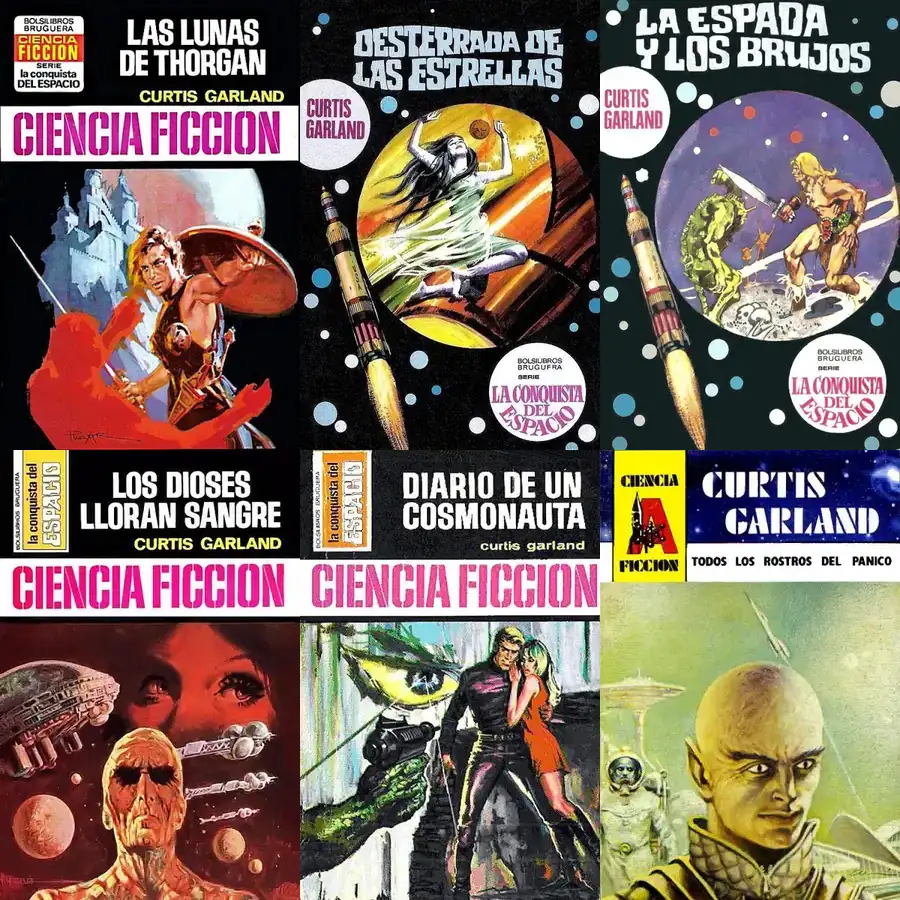 BOLSILIBROS
BRUGUERA
CIENCIA
FICCION
SERIE
la conquista
DEL ESPACIO
LAS LUNAS
DE THORGAN
CURTIS GARLAND
CIENCIA FICCION
DESTERRADA DE
LAS ESTRELLAS
CURTIS
GARLAND
BOLSILIBROS
BRUGUERA
SERIE
LA CONQUISTA
DEL
ESPACIO
LA ESPADA
Y LOS BRUJOS
CURTIS
GARLAND
BOLSILIBROS
BRUGUERA
SERIE
LA CONQUISTA
DEL
ESPACIO
BOLSILIBROS BRUGUERA
la conquista del
ESPACIO
LOS DIOSES
LLORAN SANGRE
CURTIS GARLAND
CIENCIA FICCION
BOLSILIBROS BRUGUERA
la conquista del
ESPACIO
DIARIO DE UN
COSMONAUTA
curtis garland
CIENCIA FICCION
CIENCIA
A
FICCION
CURTIS
GARLAND
TODOS LOS ROSTROS DEL PANICO